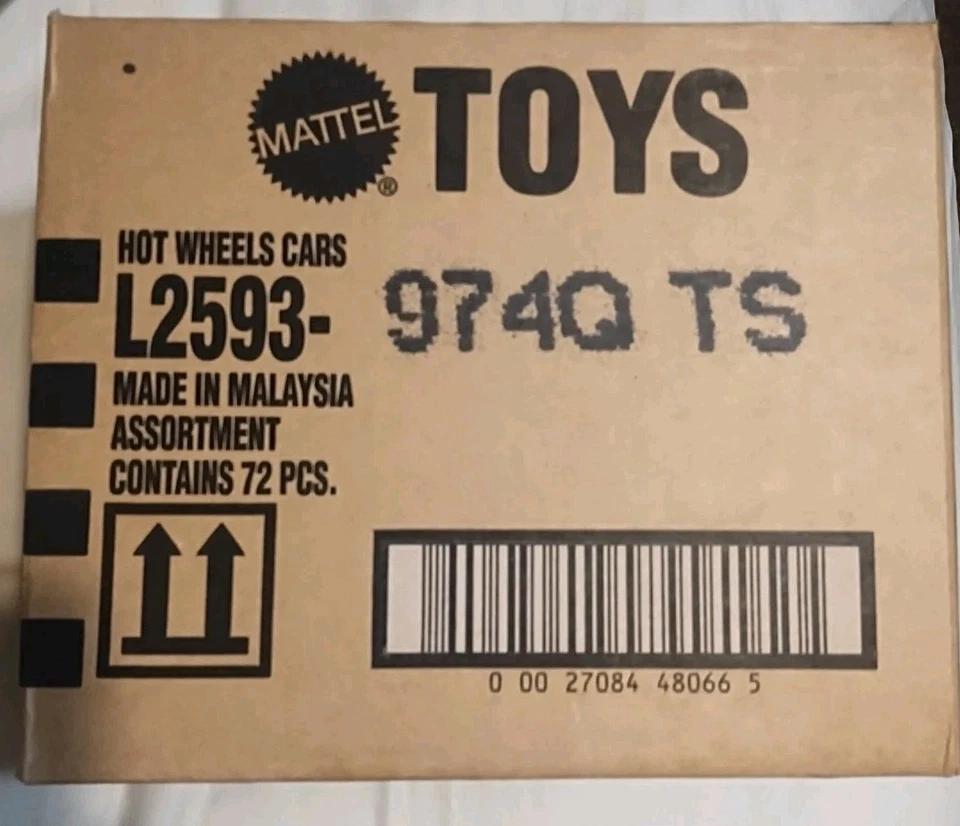 MATTEL® TOYS
HOT WHEELS CARS
L2593- 974Q TS
MADE IN MALAYSIA
ASSORTMENT
CONTAINS 72 PCS.
0 00 27084 48066 5